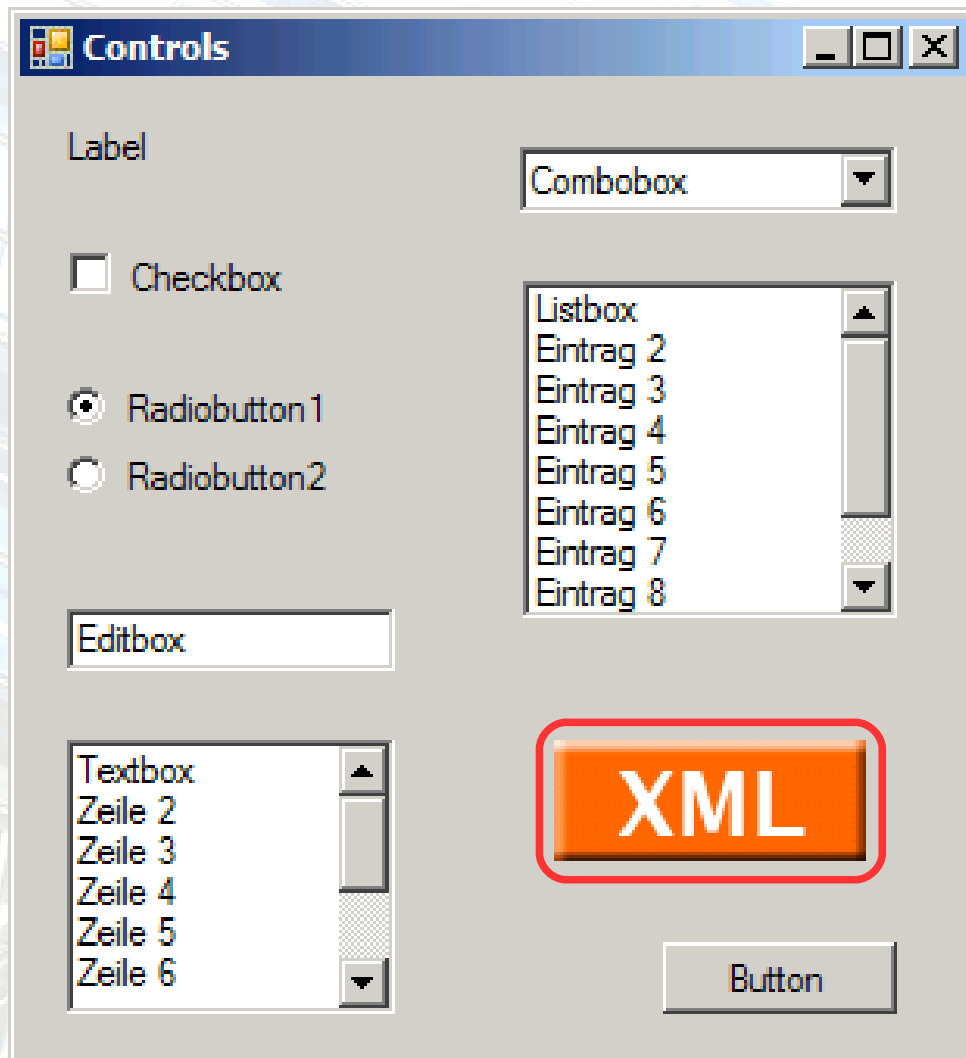 Controls
Label
Combobox
Checkbox
Radiobutton1
Radiobutton2
Listbox
Eintrag 2
Eintrag 3
Eintrag 4
Eintrag 5
Eintrag 6
Eintrag 7
Eintrag 8
Editbox
Textbox
Zeile 2
Zeile 3
Zeile 4
Zeile 5
Zeile 6
XML
Button